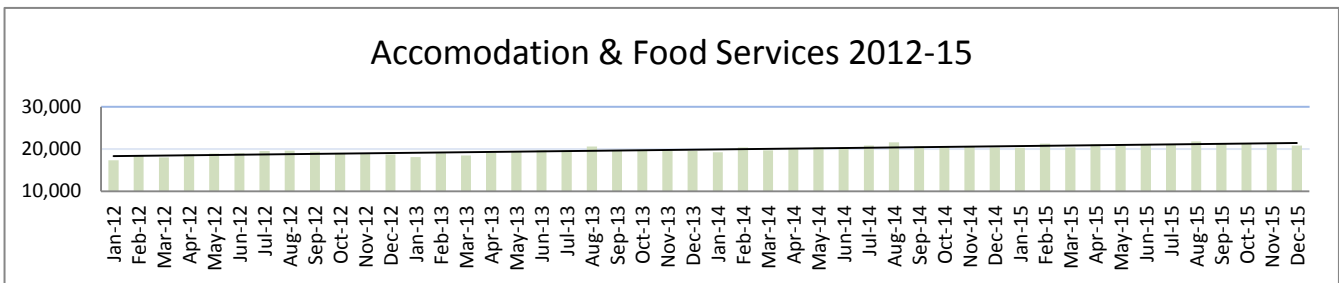 Accomodation & Food Services 2012-15
30,000
20,000
10,000
Jan-12
Feb-12
Mar-12
Apr-12
May-12
Jun-12
Jul-12
Aug-12
Sep-12
Oct-12
Nov-12
Dec-12
Jan-13
Feb-13
Mar-13
Apr-13
May-13
Jun-13
Jul-13
Aug-13
Sep-13
Oct-13
Nov-13
Dec-13
Jan-14
Feb-14
Mar-14
Apr-14
May-14
Jun-14
Jul-14
Aug-14
Sep-14
Oct-14
Nov-14
Dec-14
Jan-15
Feb-15
Mar-15
Apr-15
May-15
Jun-15
Jul-15
Aug-15
Sep-15
Oct-15
Nov-15
Dec-15